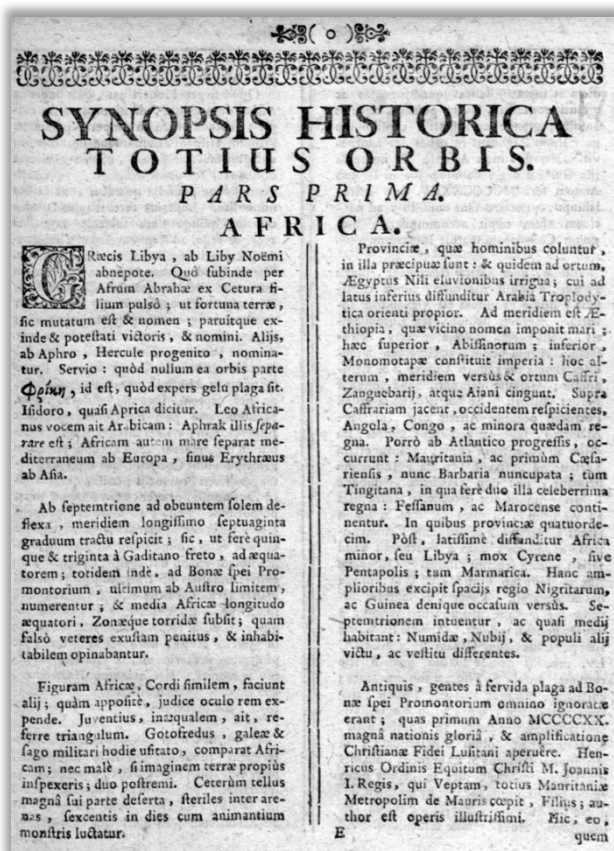 ( o )
SYNOPSIS HISTORICA
TOTIUS ORBIS.
PARS PRIMA.
AFRICA.
GRæcis Libya, ab Liby Noëmi
abnepote. Quô subinde per
Afrum Abrahæ ex Cetura fi-
lium pulsô; ut fortuna terræ,
sic mutatum est & nomen; paruitque ex-
inde & potestati victoris, & nomini. Alijs,
ab Aphro, Hercule progenito, nomina-
tur. Servio: quòd nullum ea orbis parte
Φρίκη, id est, quòd expers gelu plaga sit.
Isidoro, quasi Aprica dicitur. Leo Africa-
nus vocem ait Arabicam: Aphrak illis sepa-
rare est; Africam autem mare separat me-
diterraneum ab Europa, sinus Erythræus
ab Asia.
Ab septemtrione ad obeuntem solem de-
flexa, meridiem longissimo septuaginta
graduum tractu respicit; sic, ut ferè quin-
que & triginta à Gaditano freto, ad æqua-
torem; totidem indè, ad Bonæ spei Pro-
montorium, ultimum ab Austro limitem,
numerentur; & media Africæ longitudo
æquatori, Zonæque torridæ subsit; quam
falsò veteres exustam penitus, & inhabi-
tabilem opinabantur.
Figuram Africæ, Cordi similem, faciunt
alij; quàm appositè, judice oculo rem ex-
pende. Juventius, inæqualem, ait, re-
ferre triangulum. Gotofredus, galeæ &
sago militari hodie usitato, comparat Afri-
cam; nec malè, si imaginem terræ propiùs
inspexeris; duo postremi. Ceterùm tellus
magnâ sui parte deserta, steriles inter are-
nas, sexcentis in dies cum animantium
monstris luctatur.
Provinciæ, quæ hominibus coluntur,
in illa præcipuæ sunt: & quidem ad ortum,
Ægyptus Nili eluvionibus irrigua; cui ad
latus inferius diffunditur Arabia Troplody-
tica orienti propior. Ad meridiem est Æ-
thiopia, quæ vicino nomen imponit mari;
hæc superior, Abissinorum; inferior,
Monomotapæ constituit imperia: hoc al-
terum, meridiem versùs & ortum Caffri,
Zanguebarij, atque Aiani cingunt. Supra
Caffrariam jacent, occidentem respicientes,
Angola, Congo, ac minora quædam re-
gna. Porrò ab Atlantico progressis, oc-
currunt: Mauritania, ac primùm Cæsa-
riensis, nunc Barbaria nuncupata; tùm
Tingitana, in qua ferè duo illa celeberrima
regna: Fessanum, ac Marocense conti-
nentur. In quibus provinciæ quatuorde-
cim. Pòst, latissimè diffunditur Africa
minor, seu Libya; mox Cyrene, sive
Pentapolis; tum Marmarica. Hanc am-
plioribus excipit spacijs regio Nigritarum,
ac Guinea denique occasum versùs. Se-
ptemtrionem intuentur, ac quasi medij
habitant: Numidæ, Nubij, & populi alij
victu, ac vestitu differentes.
Antiquis, gentes à fervida plaga ad Bo-
næ spei Promontorium omnino ignoratæ
erant; quas primum Anno MCCCCXX.
magnâ nationis gloriâ, & amplificatione
Christianæ Fidei Lusitani aperuêre. Hen-
ricus Ordinis Equitum Christi M. Joannis
I. Regis, qui Veptam, totius Mauritaniæ
Metropolim de Mauris cœpit, Filius; au-
thor est operis illustrissimi. Hic, eo,
E
quem